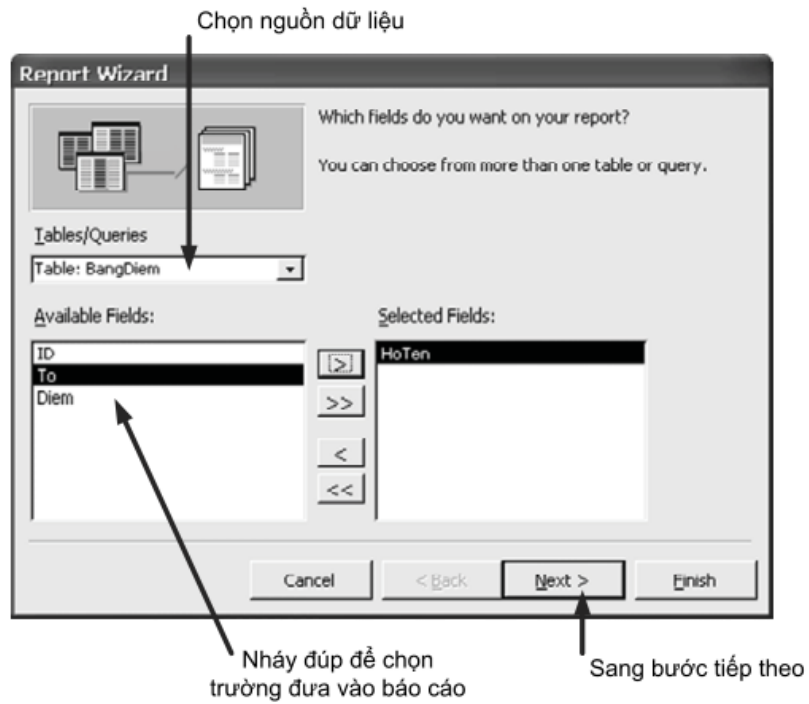 Chọn nguồn dữ liệu
Report Wizard
Which fields do you want on your report?
You can choose from more than one table or query.
Tables/Queries
Table: BangDiem
Available Fields:
Selected Fields:
ID
To
Diem
>
>>
<
<<
HoTen
Cancel
< Back
Next >
Finish
Nháy đúp để chọn
trường đưa vào báo cáo
Sang bước tiếp theo